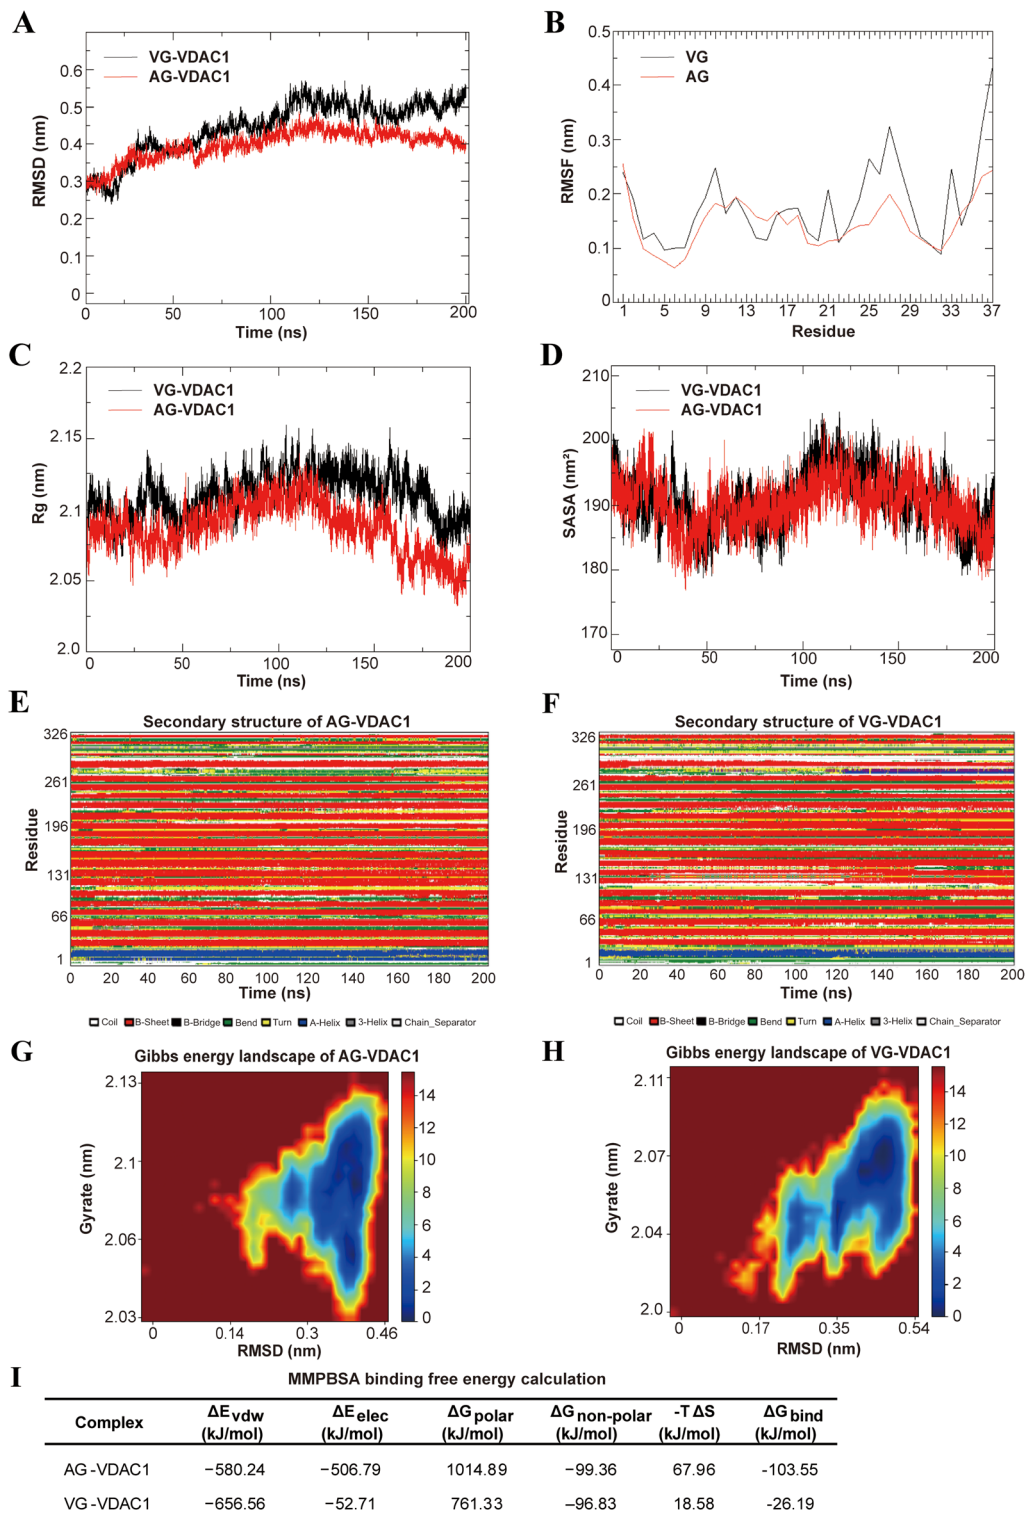 A
VG-VDAC1
AG-VDAC1
RMSD (nm)
0.6
0.5
0.4
0.3
0.2
0.1
0
0 50 100 150 200
Time (ns)
B
VG
AG
RMSF (nm)
0.5
0.4
0.3
0.2
0.1
0
1 5 9 13 17 21 25 29 33 37
Residue
C
VG-VDAC1
AG-VDAC1
Rg (nm)
2.2
2.15
2.1
2.05
2.0
0 50 100 150 200
Time (ns)
D
VG-VDAC1
AG-VDAC1
SASA (nm²)
210
200
190
180
170
0 50 100 150 200
Time (ns)
E
Secondary structure of AG-VDAC1
Residue
326
261
196
131
66
1
0 20 40 60 80 100 120 140 160 180 200
Time (ns)
Coil B-Sheet B-Bridge Bend Turn A-Helix 3-Helix Chain_Separator
F
Secondary structure of VG-VDAC1
Residue
326
261
196
131
66
1
0 20 40 60 80 100 120 140 160 180 200
Time (ns)
Coil B-Sheet B-Bridge Bend Turn A-Helix 3-Helix Chain_Separator
G
Gibbs energy landscape of AG-VDAC1
Gyrate (nm)
2.13
2.1
2.06
2.03
0 0.14 0.3 0.46
RMSD (nm)
14
12
10
8
6
4
2
0
H
Gibbs energy landscape of VG-VDAC1
Gyrate (nm)
2.11
2.07
2.04
2.0
0 0.17 0.35 0.54
RMSD (nm)
14
12
10
8
6
4
2
0
I
MMPBSA binding free energy calculation
Complex ΔE vdw (kJ/mol) ΔE elec (kJ/mol) ΔG polar (kJ/mol) ΔG non-polar (kJ/mol) -T ΔS (kJ/mol) ΔG bind (kJ/mol)
AG-VDAC1 −580.24 −506.79 1014.89 −99.36 67.96 -103.55
VG-VDAC1 −656.56 −52.71 761.33 −96.83 18.58 -26.19